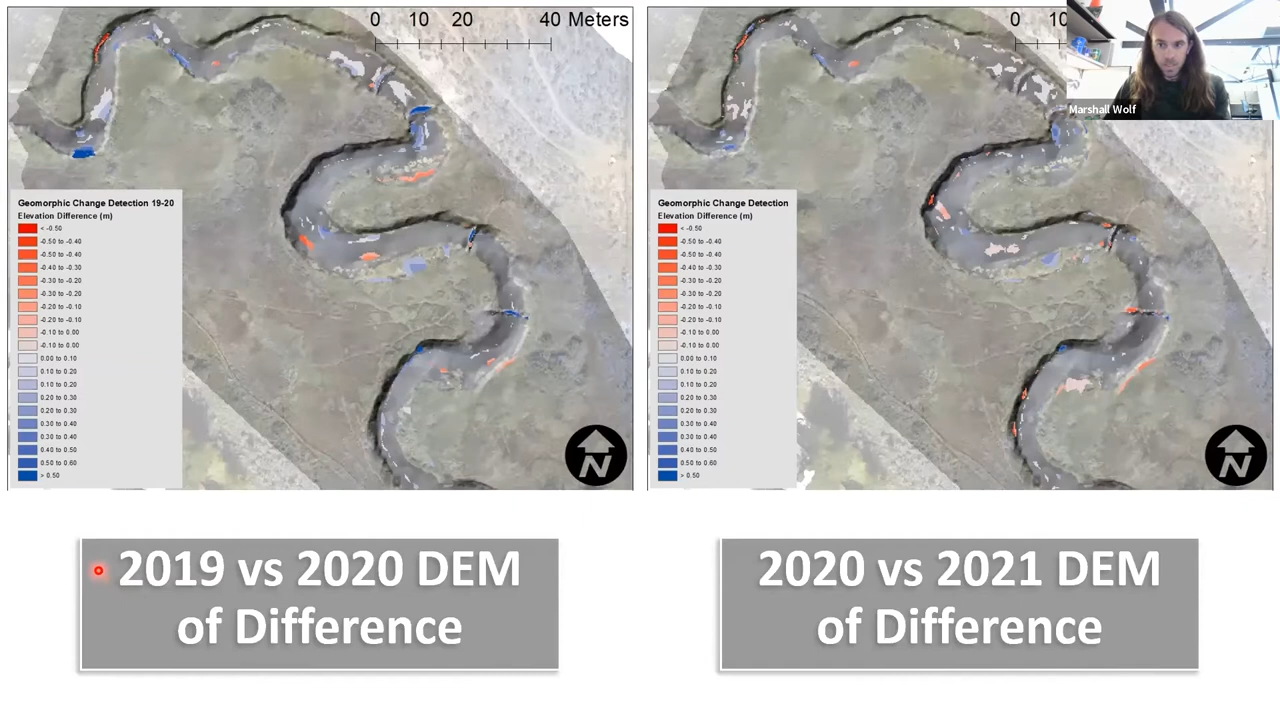 0 10 20 40 Meters
Geomorphic Change Detection 19-20
Elevation Difference (m)
< -0.50
-0.50 to -0.40
-0.50 to -0.40
-0.40 to -0.30
-0.30 to -0.20
-0.30 to -0.20
-0.20 to -0.10
-0.20 to -0.10
-0.10 to 0.00
-0.10 to 0.00
0.00 to 0.10
0.10 to 0.20
0.10 to 0.20
0.20 to 0.30
0.20 to 0.30
0.30 to 0.40
0.30 to 0.40
0.40 to 0.50
0.50 to 0.60
> 0.50
N
0 10
Marshall Wolf
Geomorphic Change Detection
Elevation Difference (m)
< -0.50
-0.50 to -0.40
-0.50 to -0.40
-0.40 to -0.30
-0.30 to -0.20
-0.30 to -0.20
-0.20 to -0.10
-0.20 to -0.10
-0.10 to 0.00
-0.10 to 0.00
0.00 to 0.10
0.10 to 0.20
0.10 to 0.20
0.20 to 0.30
0.20 to 0.30
0.30 to 0.40
0.30 to 0.40
0.40 to 0.50
0.50 to 0.60
> 0.50
N
2019 vs 2020 DEM
of Difference
2020 vs 2021 DEM
of Difference